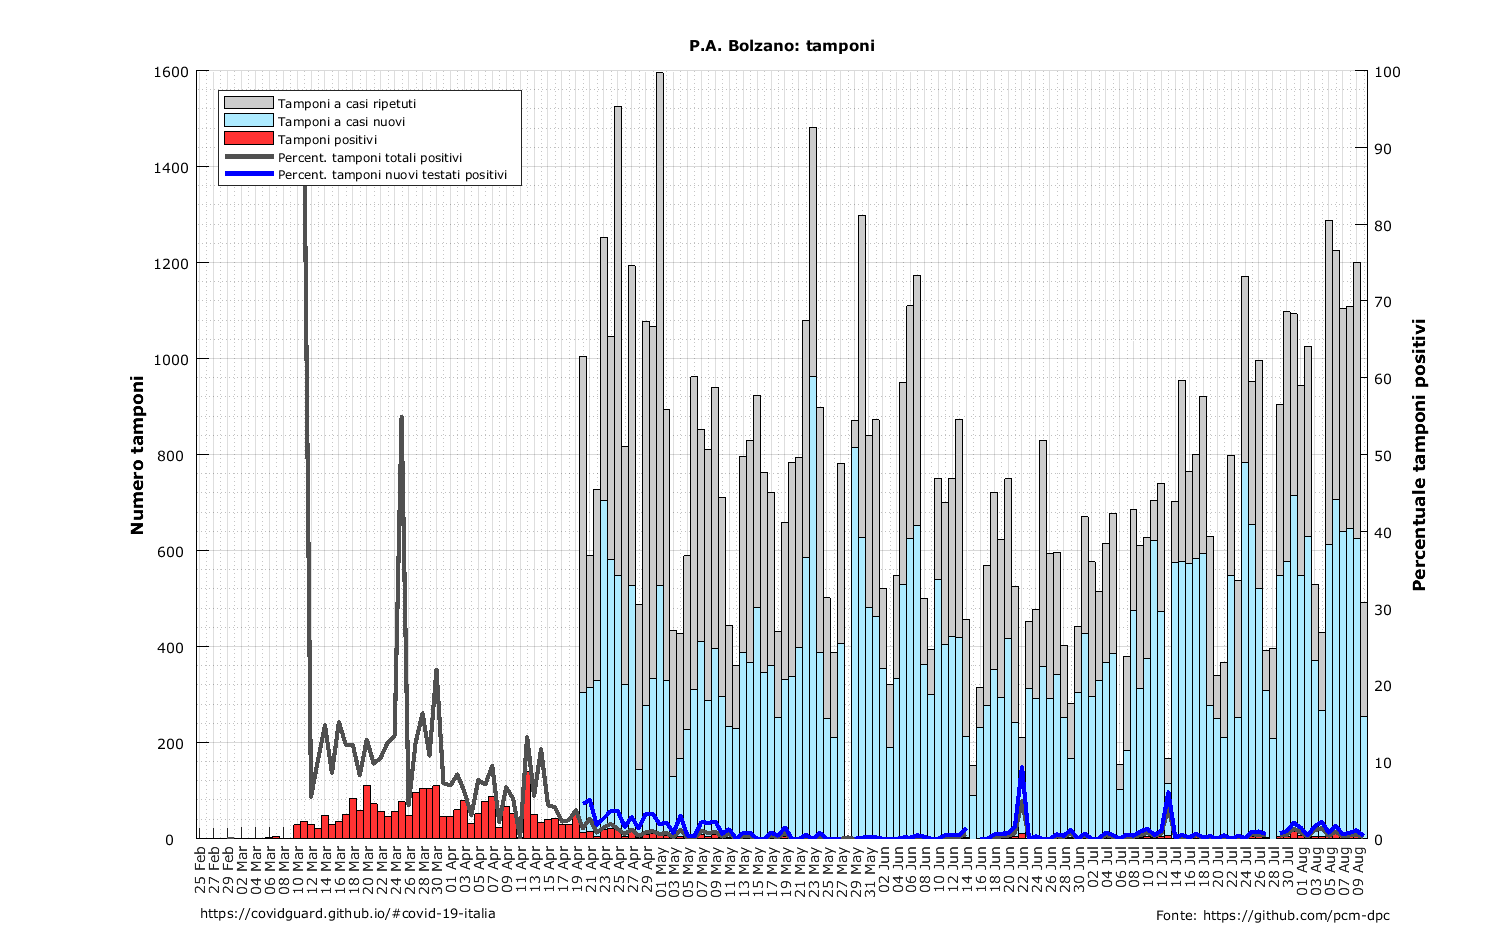 P.A. Bolzano: tamponi
Tamponi a casi ripetuti
Tamponi a casi nuovi
Tamponi positivi
Percent. tamponi totali positivi
Percent. tamponi nuovi testati positivi
Numero tamponi
1600
1400
1200
1000
800
600
400
200
0
Percentuale tamponi positivi
100
90
80
70
60
50
40
30
20
10
0
25 Feb
27 Feb
29 Feb
02 Mar
04 Mar
06 Mar
08 Mar
10 Mar
12 Mar
14 Mar
16 Mar
18 Mar
20 Mar
22 Mar
24 Mar
26 Mar
28 Mar
30 Mar
01 Apr
03 Apr
05 Apr
07 Apr
09 Apr
11 Apr
13 Apr
15 Apr
17 Apr
19 Apr
21 Apr
23 Apr
25 Apr
27 Apr
29 Apr
01 May
03 May
05 May
07 May
09 May
11 May
13 May
15 May
17 May
19 May
21 May
23 May
25 May
27 May
29 May
31 May
02 Jun
04 Jun
06 Jun
08 Jun
10 Jun
12 Jun
14 Jun
16 Jun
18 Jun
20 Jun
22 Jun
24 Jun
26 Jun
28 Jun
30 Jun
02 Jul
04 Jul
06 Jul
08 Jul
10 Jul
12 Jul
14 Jul
16 Jul
18 Jul
20 Jul
22 Jul
24 Jul
26 Jul
28 Jul
30 Jul
01 Aug
03 Aug
05 Aug
07 Aug
09 Aug
https://covidguard.github.io/#covid-19-italia
Fonte: https://github.com/pcm-dpc